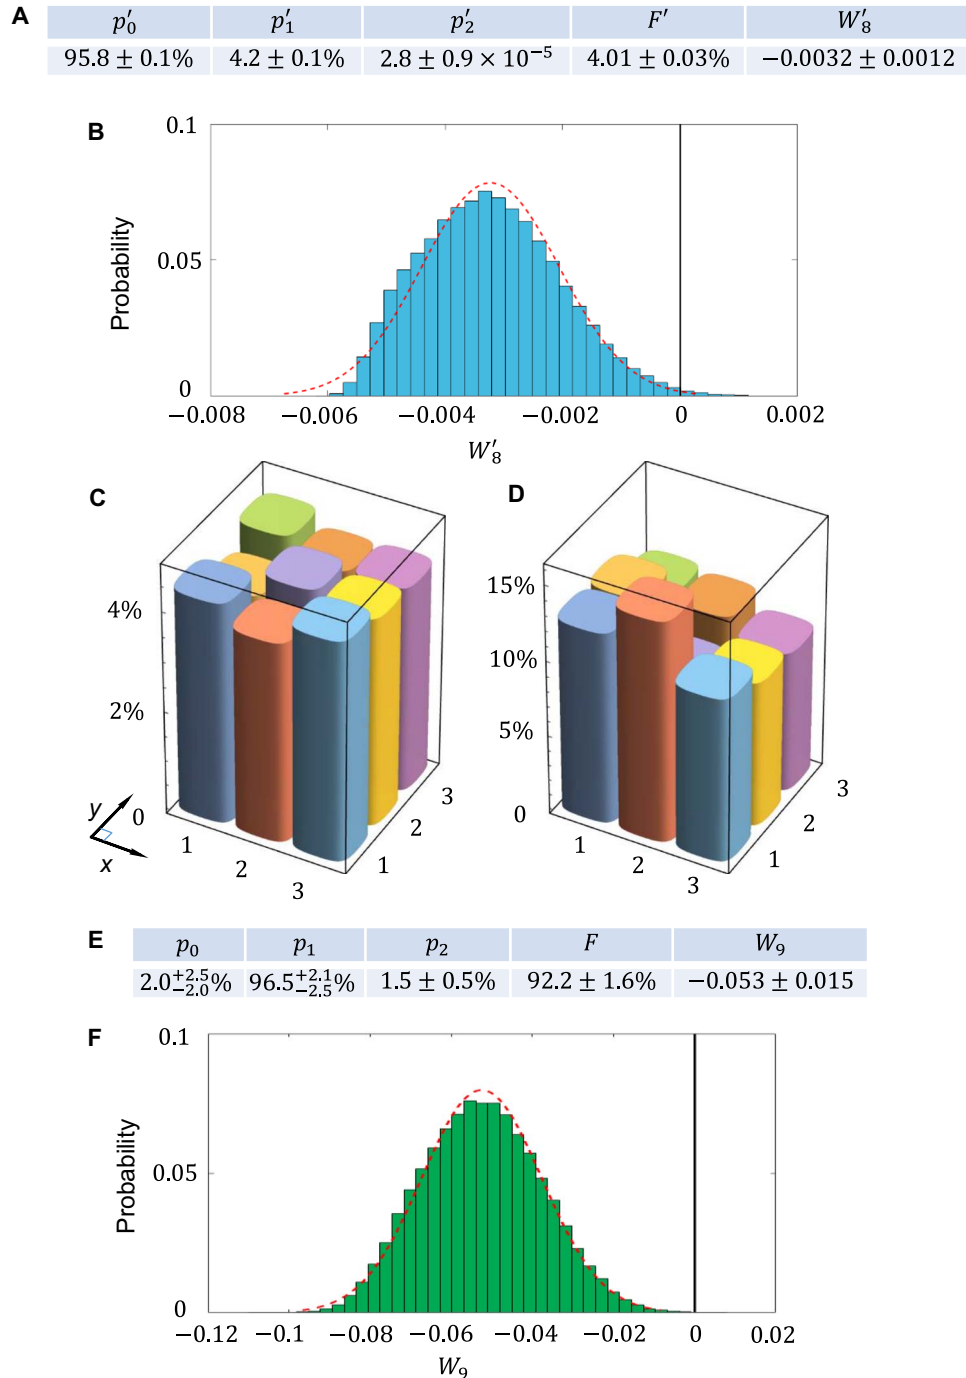 A p′₀ p′₁ p′₂ F′ W′₈
95.8 ± 0.1% 4.2 ± 0.1% 2.8 ± 0.9 × 10⁻⁵ 4.01 ± 0.03% −0.0032 ± 0.0012
B
0.1
0.05
0
Probability
−0.008 −0.006 −0.004 −0.002 0 0.002
W′₈
C
4%
2%
0
y
x
1
2
3
1
2
3
D
15%
10%
5%
0
1
2
3
1
2
3
E p₀ p₁ p₂ F W₉
2.0⁺²·⁵₋₂.₀% 96.5⁺²·¹₋₂.₅% 1.5 ± 0.5% 92.2 ± 1.6% −0.053 ± 0.015
F
0.1
0.05
0
Probability
−0.12 −0.1 −0.08 −0.06 −0.04 −0.02 0 0.02
W₉